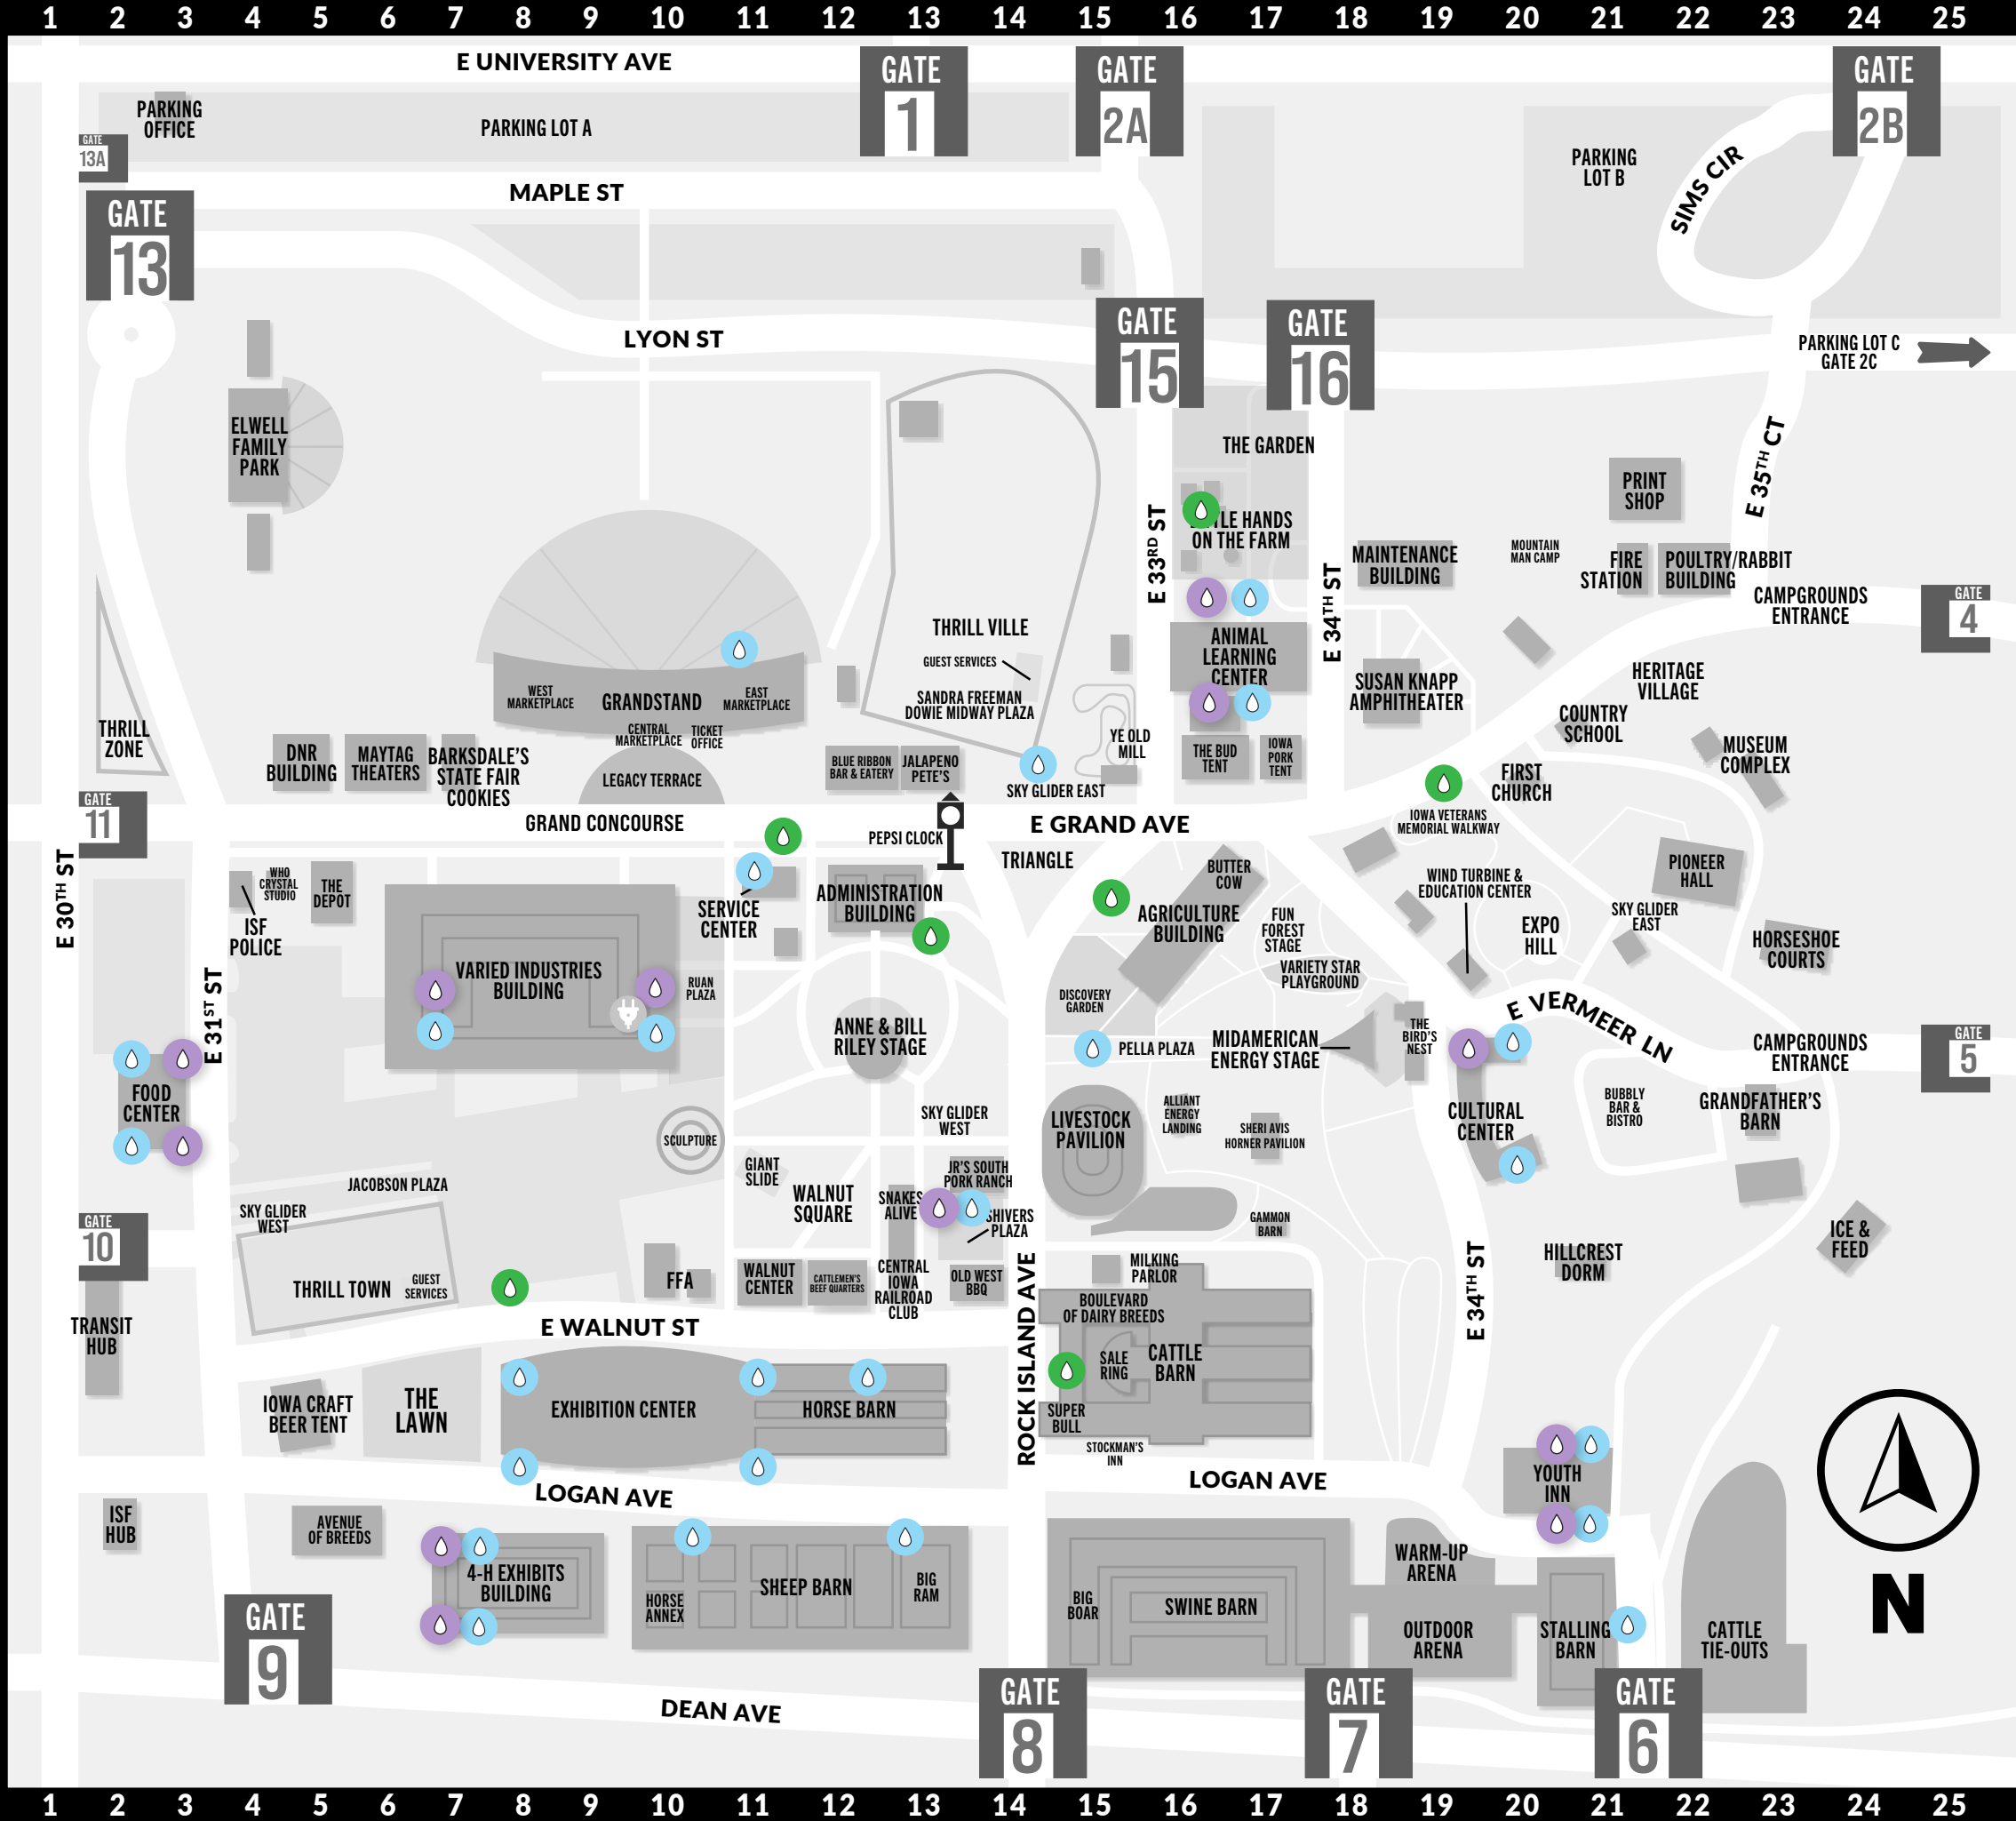 1 2 3 4 5 6 7 8 9 10 11 12 13 14 15 16 17 18 19 20 21 22 23 24 25
E UNIVERSITY AVE
GATE
1
GATE
2A
GATE
2B
PARKING
OFFICE
PARKING LOT A
GATE
13A
PARKING
LOT B
SIMS CIR
MAPLE ST
GATE
13
LYON ST
GATE
15
GATE
16
PARKING LOT C
GATE 2C
ELWELL
FAMILY
PARK
THE GARDEN
E 35TH CT
PRINT
SHOP
E 33RD ST
HANDS
ON THE FARM
MAINTENANCE
BUILDING
MOUNTAIN
MAN CAMP
FIRE
STATION
POULTRY/RABBIT
BUILDING
CAMPGROUNDS
ENTRANCE
GATE
4
E 34TH ST
THRILL VILLE
GUEST SERVICES
SANDRA FREEMAN
DOWIE MIDWAY PLAZA
ANIMAL
LEARNING
CENTER
SUSAN KNAPP
AMPHITHEATER
HERITAGE
VILLAGE
WEST
MARKETPLACE
GRANDSTAND
EAST
MARKETPLACE
CENTRAL
MARKETPLACE
TICKET
OFFICE
COUNTRY
SCHOOL
THRILL
ZONE
DNR
BUILDING
MAYTAG
THEATERS
BARKSDALE'S
STATE FAIR
COOKIES
LEGACY TERRACE
BLUE RIBBON
BAR & EATERY
JALAPENO
PETE'S
SKY GLIDER EAST
YE OLD
MILL
THE BUD
TENT
IOWA
PORK
TENT
MUSEUM
COMPLEX
FIRST
CHURCH
GATE
11
GRAND CONCOURSE
PEPSI CLOCK
E GRAND AVE
IOWA VETERANS
MEMORIAL WALKWAY
TRIANGLE
E 30TH ST
WHO
CRYSTAL
STUDIO
THE
DEPOT
ISF
POLICE
SERVICE
CENTER
ADMINISTRATION
BUILDING
BUTTER
COW
AGRICULTURE
BUILDING
FUN
FOREST
STAGE
WIND TURBINE &
EDUCATION CENTER
PIONEER
HALL
SKY GLIDER
EAST
EXPO
HILL
HORSESHOE
COURTS
E 31ST ST
VARIED INDUSTRIES
BUILDING
RUAN
PLAZA
VARIETY STAR
PLAYGROUND
DISCOVERY
GARDEN
E VERMEER LN
ANNE & BILL
RILEY STAGE
PELLA PLAZA
MIDAMERICAN
ENERGY STAGE
THE
BIRD'S
NEST
CAMPGROUNDS
ENTRANCE
GATE
5
FOOD
CENTER
SCULPTURE
SKY GLIDER
WEST
LIVESTOCK
PAVILION
ALLIANT
ENERGY
LANDING
SHERI AVIS
HORNER PAVILION
CULTURAL
CENTER
BUBBLY
BAR &
BISTRO
GRANDFATHER'S
BARN
JACOBSON PLAZA
GIANT
SLIDE
WALNUT
SQUARE
SNAKES
ALIVE
JR'S SOUTH
PORK RANCH
SHIVERS
PLAZA
SKY GLIDER
WEST
GATE
10
GAMMON
BARN
ICE &
FEED
THRILL TOWN
GUEST
SERVICES
FFA
WALNUT
CENTER
CATTLEMEN'S
BEEF QUARTERS
CENTRAL
IOWA
RAILROAD
CLUB
OLD WEST
BBQ
MILKING
PARLOR
HILLCREST
DORM
TRANSIT
HUB
E WALNUT ST
ROCK ISLAND AVE
BOULEVARD
OF DAIRY BREEDS
E 34TH ST
SALE
RING
CATTLE
BARN
IOWA CRAFT
BEER TENT
THE
LAWN
EXHIBITION CENTER
HORSE BARN
SUPER
BULL
STOCKMAN'S
INN
LOGAN AVE
LOGAN AVE
YOUTH
INN
ISF
HUB
AVENUE
OF BREEDS
4-H EXHIBITS
BUILDING
HORSE
ANNEX
SHEEP BARN
BIG
RAM
BIG
BOAR
SWINE BARN
WARM-UP
ARENA
OUTDOOR
ARENA
STALLING
BARN
CATTLE
TIE-OUTS
N
GATE
9
DEAN AVE
GATE
8
GATE
7
GATE
6
1 2 3 4 5 6 7 8 9 10 11 12 13 14 15 16 17 18 19 20 21 22 23 24 25